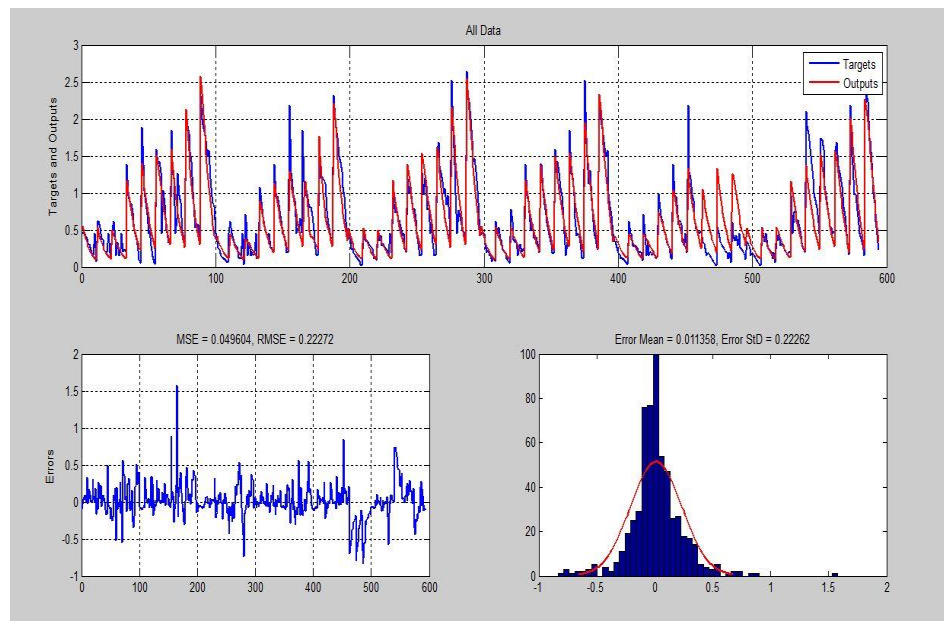 All Data
Targets and Outputs
3
2.5
2
1.5
1
0.5
0
0 100 200 300 400 500 600
Targets
Outputs
MSE = 0.049604, RMSE = 0.22272
Errors
2
1.5
1
0.5
0
-0.5
-1
0 100 200 300 400 500 600
Error Mean = 0.011358, Error StD = 0.22262
100
80
60
40
20
0
-1 -0.5 0 0.5 1 1.5 2